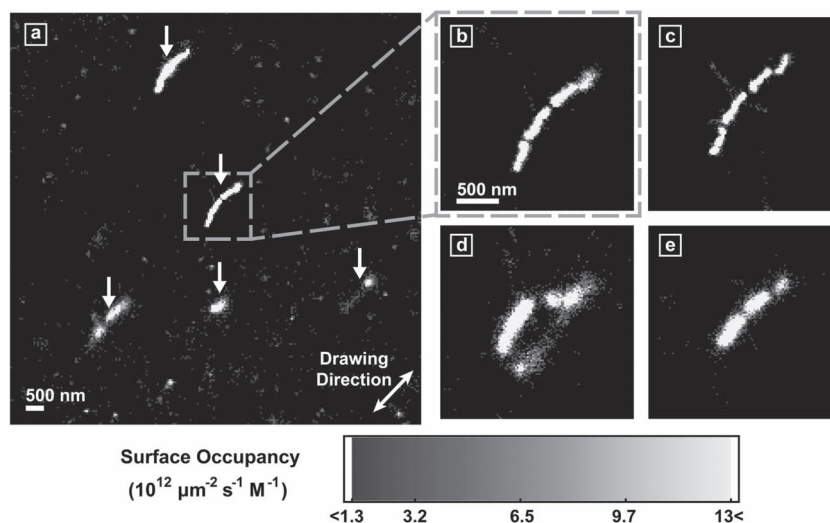 a
b
c
500 nm
d
e
Drawing
Direction
500 nm
Surface Occupancy
(10¹² μm⁻² s⁻¹ M⁻¹)
<1.3 3.2 6.5 9.7 13<